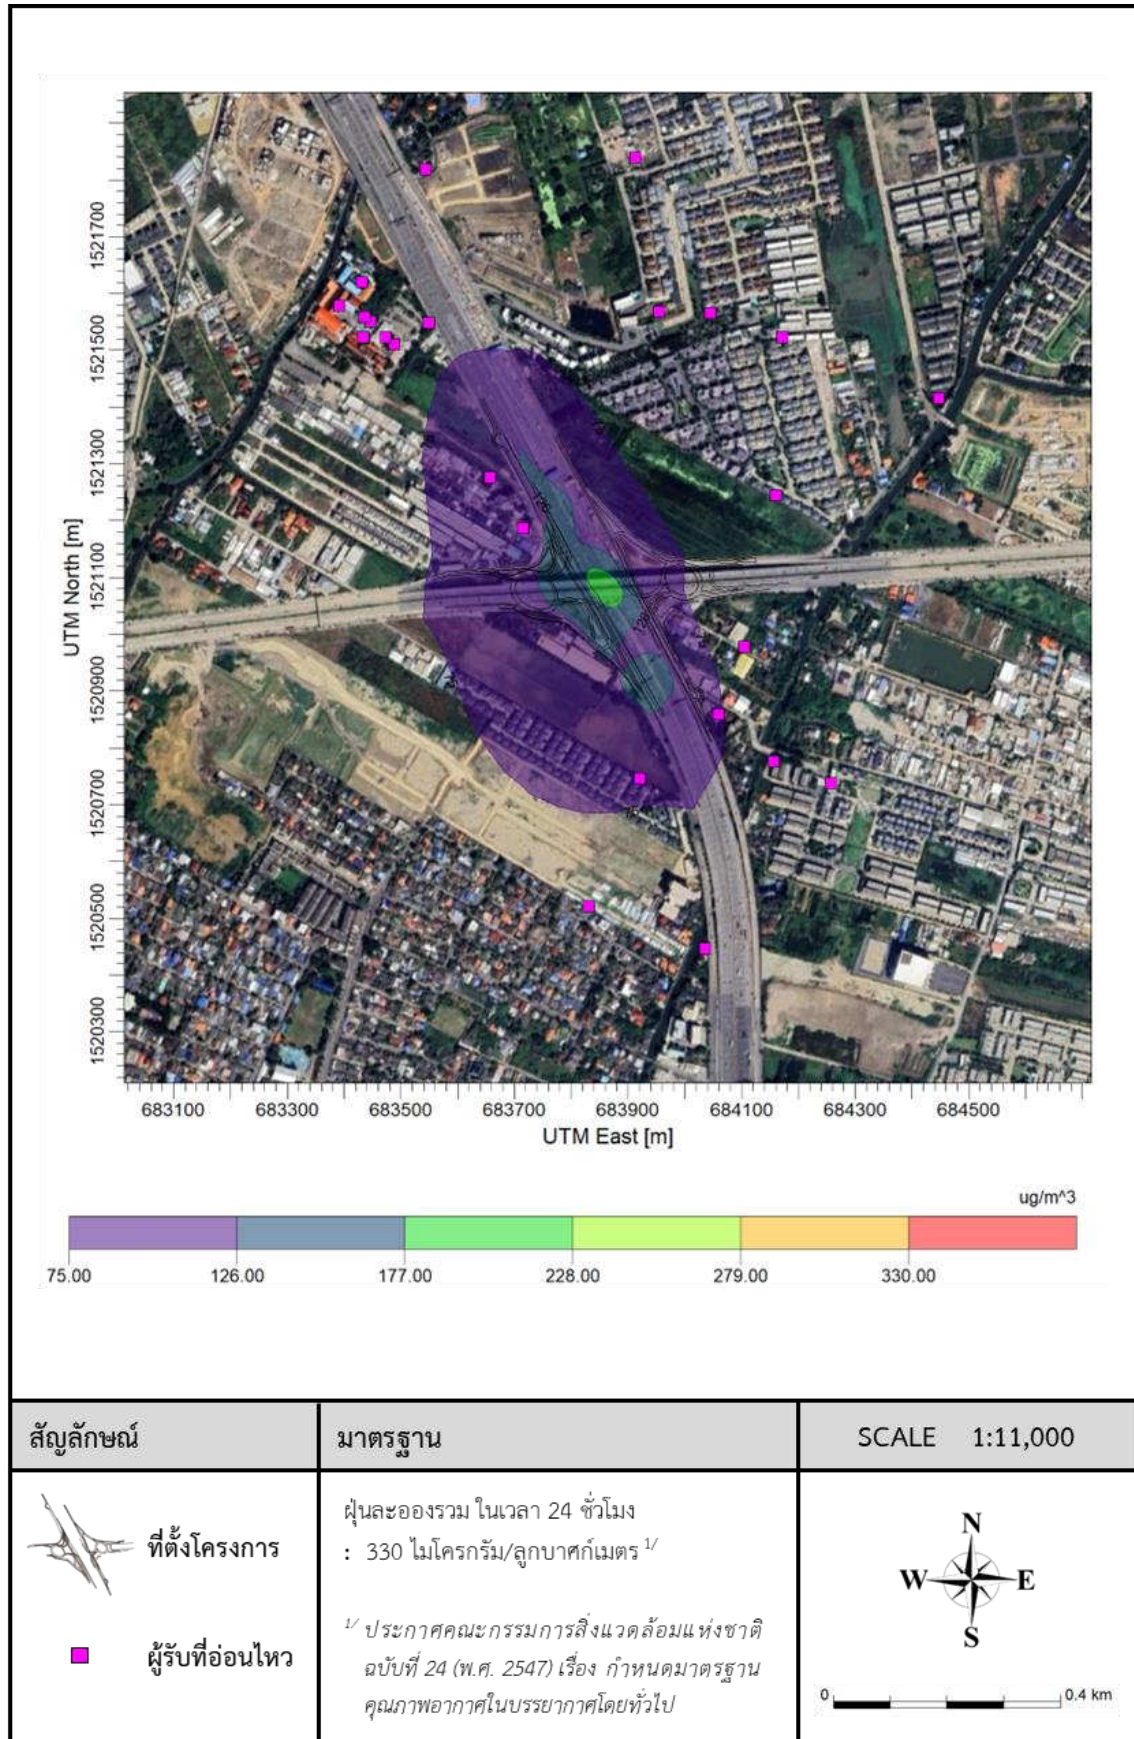 UTM North [m]
1521700
1521500
1521300
1521100
1520900
1520700
1520500
1520300
126
128
683100 683300 683500 683700 683900 684100 684300 684500
UTM East [m]
ug/m^3
75.00 126.00 177.00 228.00 279.00 330.00
สัญลักษณ์
ที่ตั้งโครงการ
ผู้รับที่อ่อนไหว
มาตรฐาน
ฝุ่นละอองรวม ในเวลา 24 ชั่วโมง
: 330 ไมโครกรัม/ลูกบาศก์เมตร 1/
1/ ประกาศคณะกรรมการสิ่งแวดล้อมแห่งชาติ
ฉบับที่ 24 (พ.ศ. 2547) เรื่อง กำหนดมาตรฐาน
คุณภาพอากาศในบรรยากาศโดยทั่วไป
SCALE 1:11,000
N
W E
S
0 0.4 km